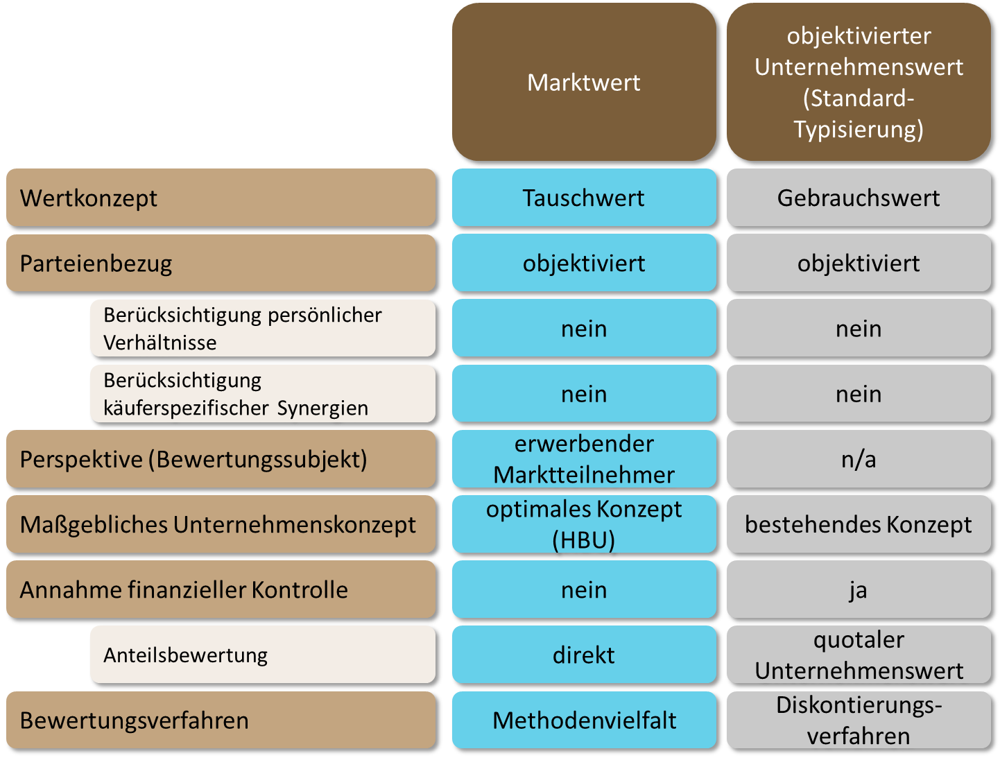 Marktwert
objektivierter
Unternehmenswert
(Standard-
Typisierung)
Wertkonzept
Tauschwert
Gebrauchswert
Parteienbezug
objektiviert
objektiviert
Berücksichtigung persönlicher
Verhältnisse
nein
nein
Berücksichtigung
käuferspezifischer Synergien
nein
nein
Perspektive (Bewertungssubjekt)
erwerbender
Marktteilnehmer
n/a
Maßgebliches Unternehmenskonzept
optimales Konzept
(HBU)
bestehendes Konzept
Annahme finanzieller Kontrolle
nein
ja
Anteilsbewertung
direkt
quotaler
Unternehmenswert
Bewertungsverfahren
Methodenvielfalt
Diskontierungs-
verfahren